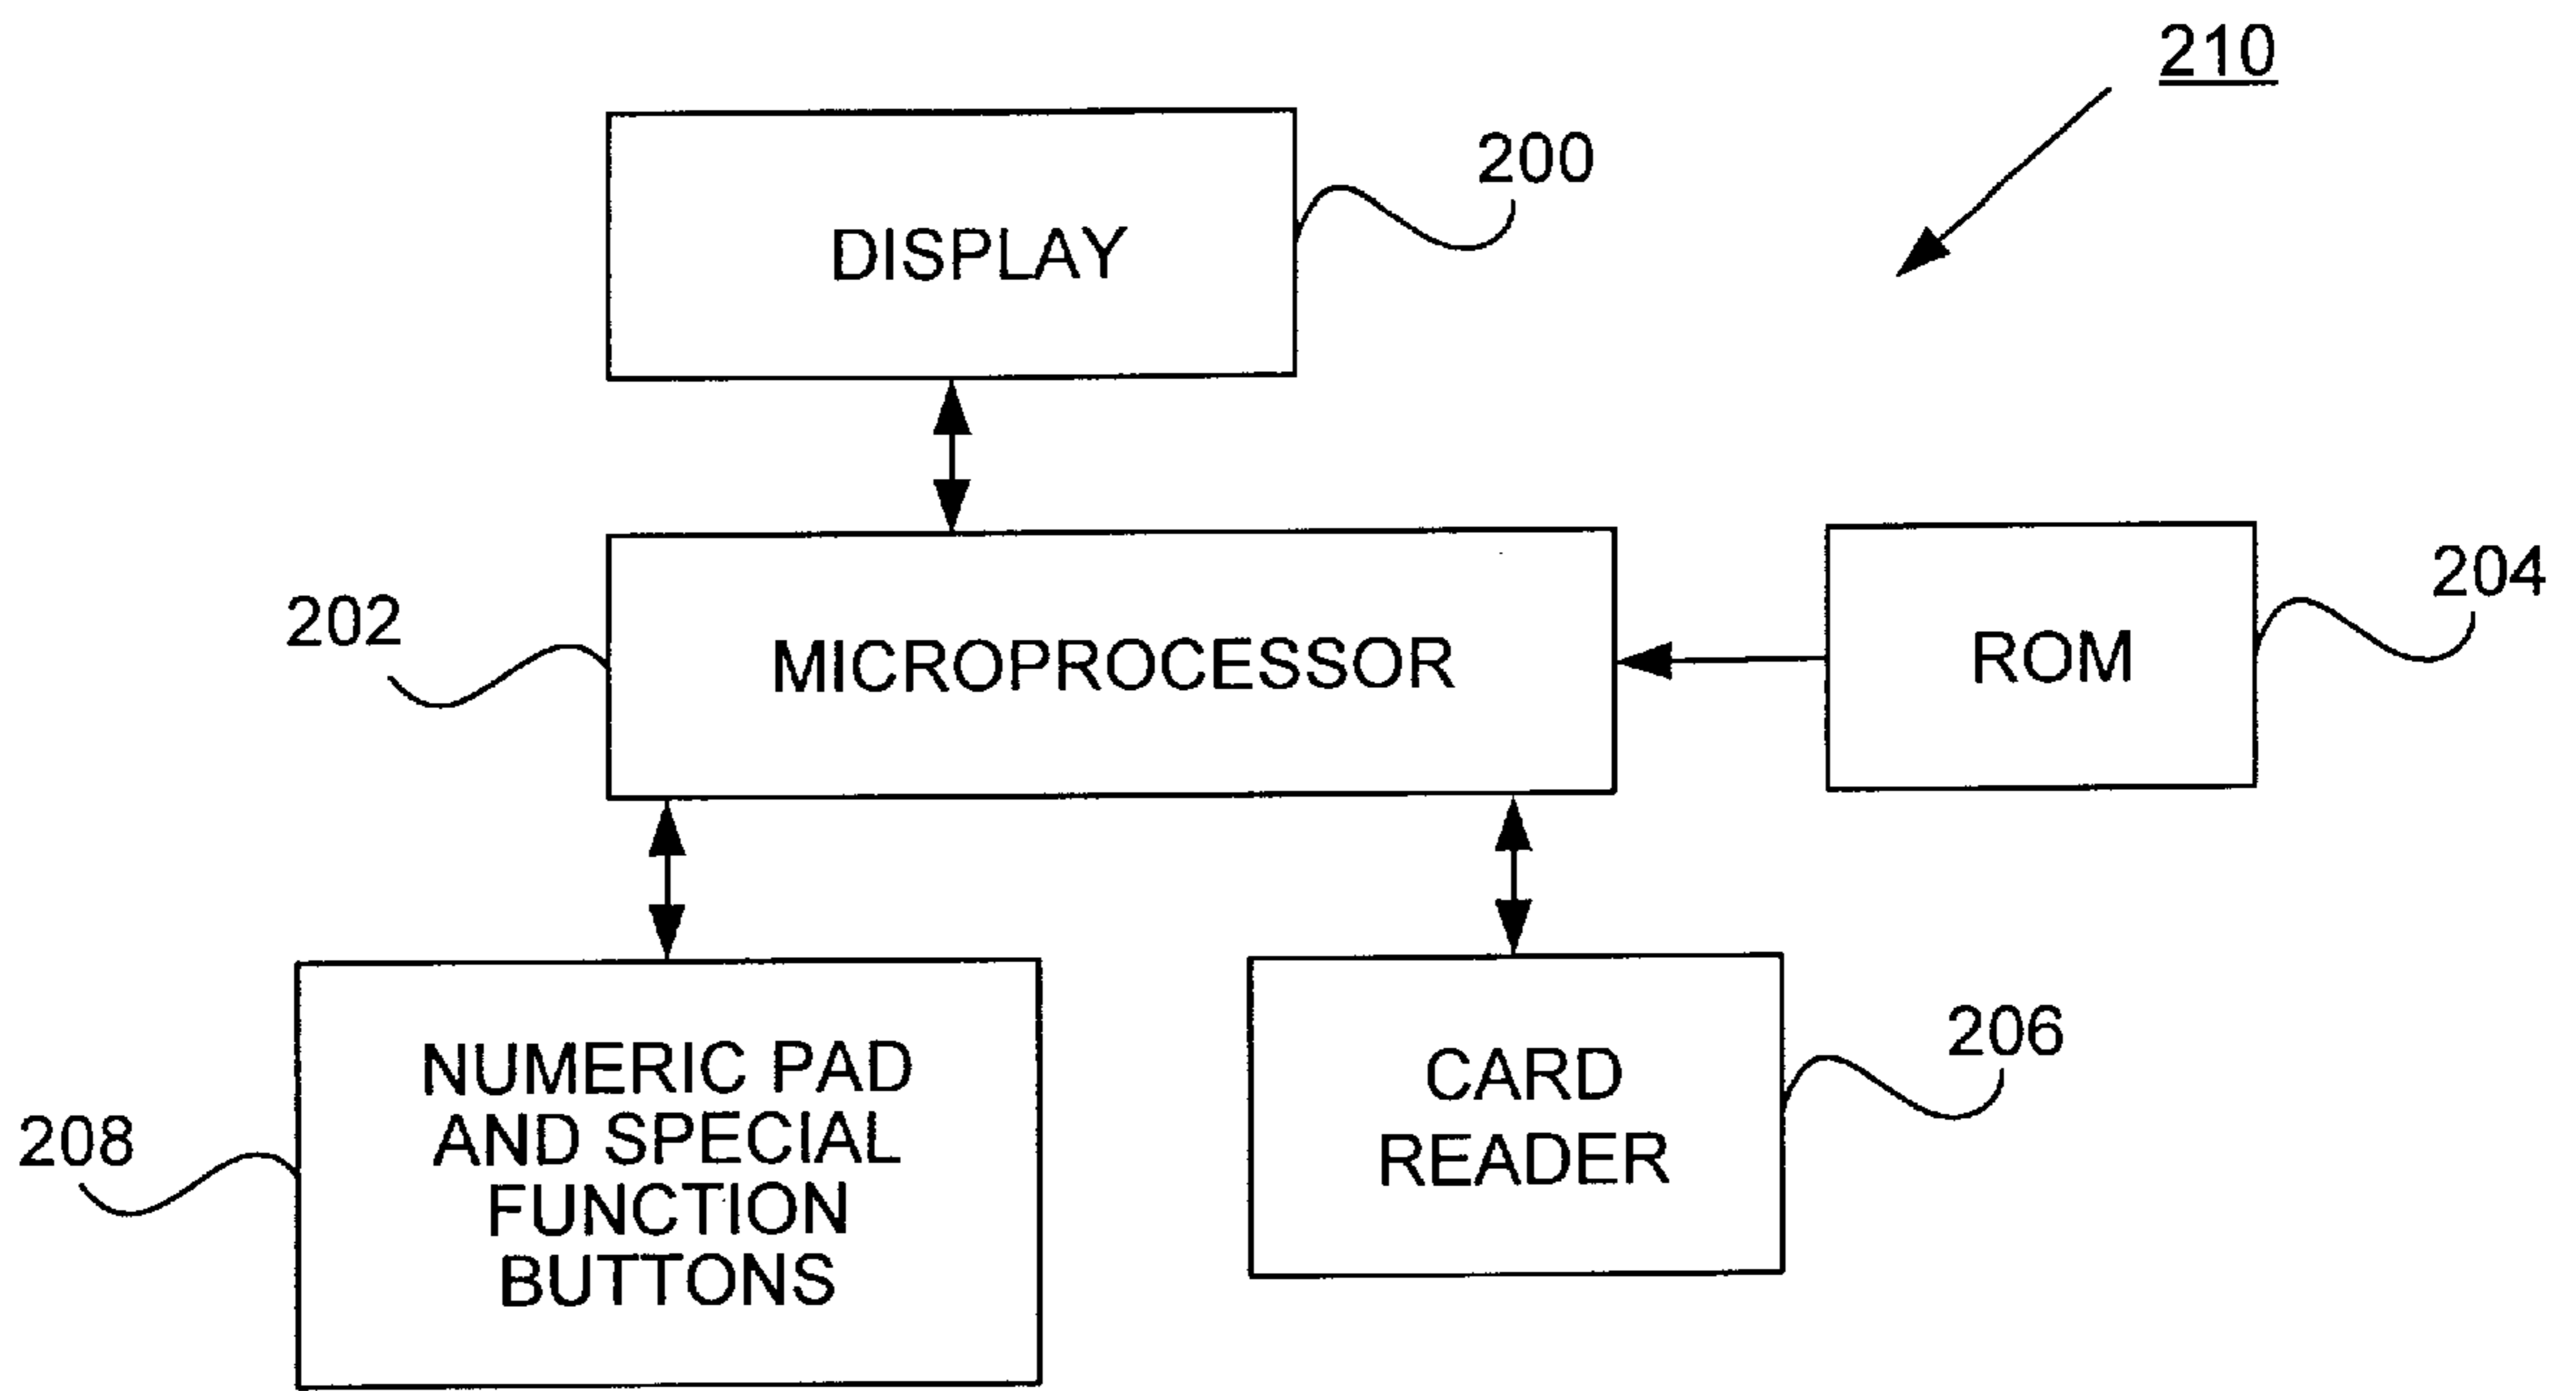 210
200
DISPLAY
202
MICROPROCESSOR
ROM
204
208
NUMERIC PAD
AND SPECIAL
FUNCTION
BUTTONS
CARD
READER
206